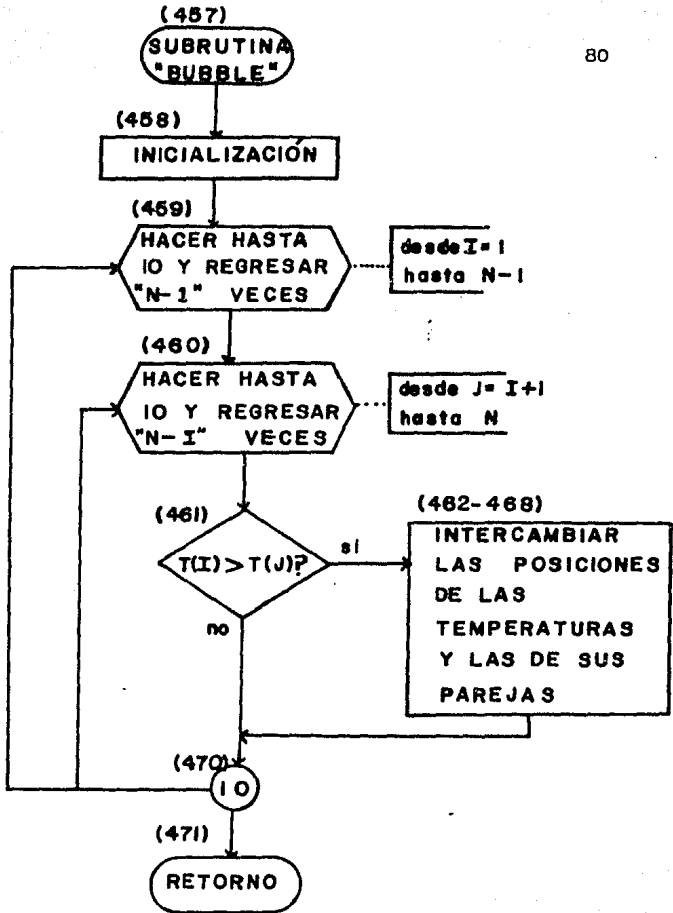 (457)
80
SUBRUTINA
"BUBBLE"
(458)
INICIALIZACIÓN
(459)
HACER HASTA
10 Y REGRESAR
"N-1" VECES
desde I=1
hasta N-1
(460)
HACER HASTA
10 Y REGRESAR
"N-I" VECES
desde J= I+1
hasta N
(461)
T(I)>T(J)?
sí
no
(462-468)
INTERCAMBIAR
LAS POSICIONES
DE LAS
TEMPERATURAS
Y LAS DE SUS
PAREJAS
(470)
10
(471)
RETORNO